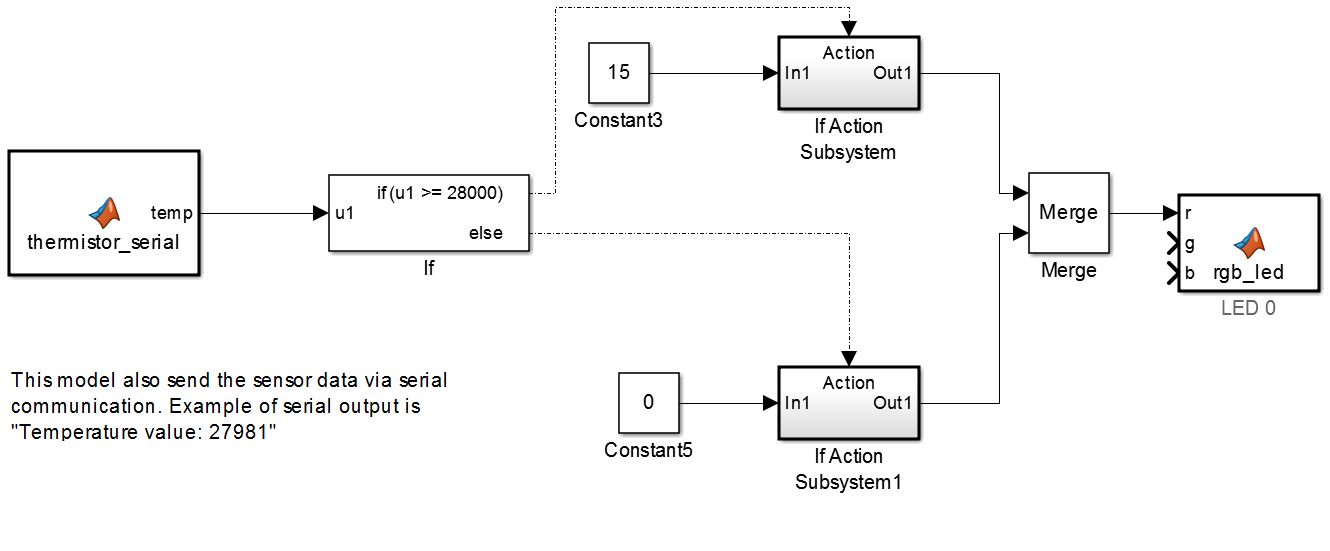 Action
In1
Out1
15
Constant3
If Action
Subsystem
temp
thermistor_serial
if(u1 >= 28000)
u1
else
If
Merge
Merge
r
g
b
rgb_led
LED 0
This model also send the sensor data via serial
communication. Example of serial output is
"Temperature value: 27981"
0
Constant5
Action
In1
Out1
If Action
Subsystem1